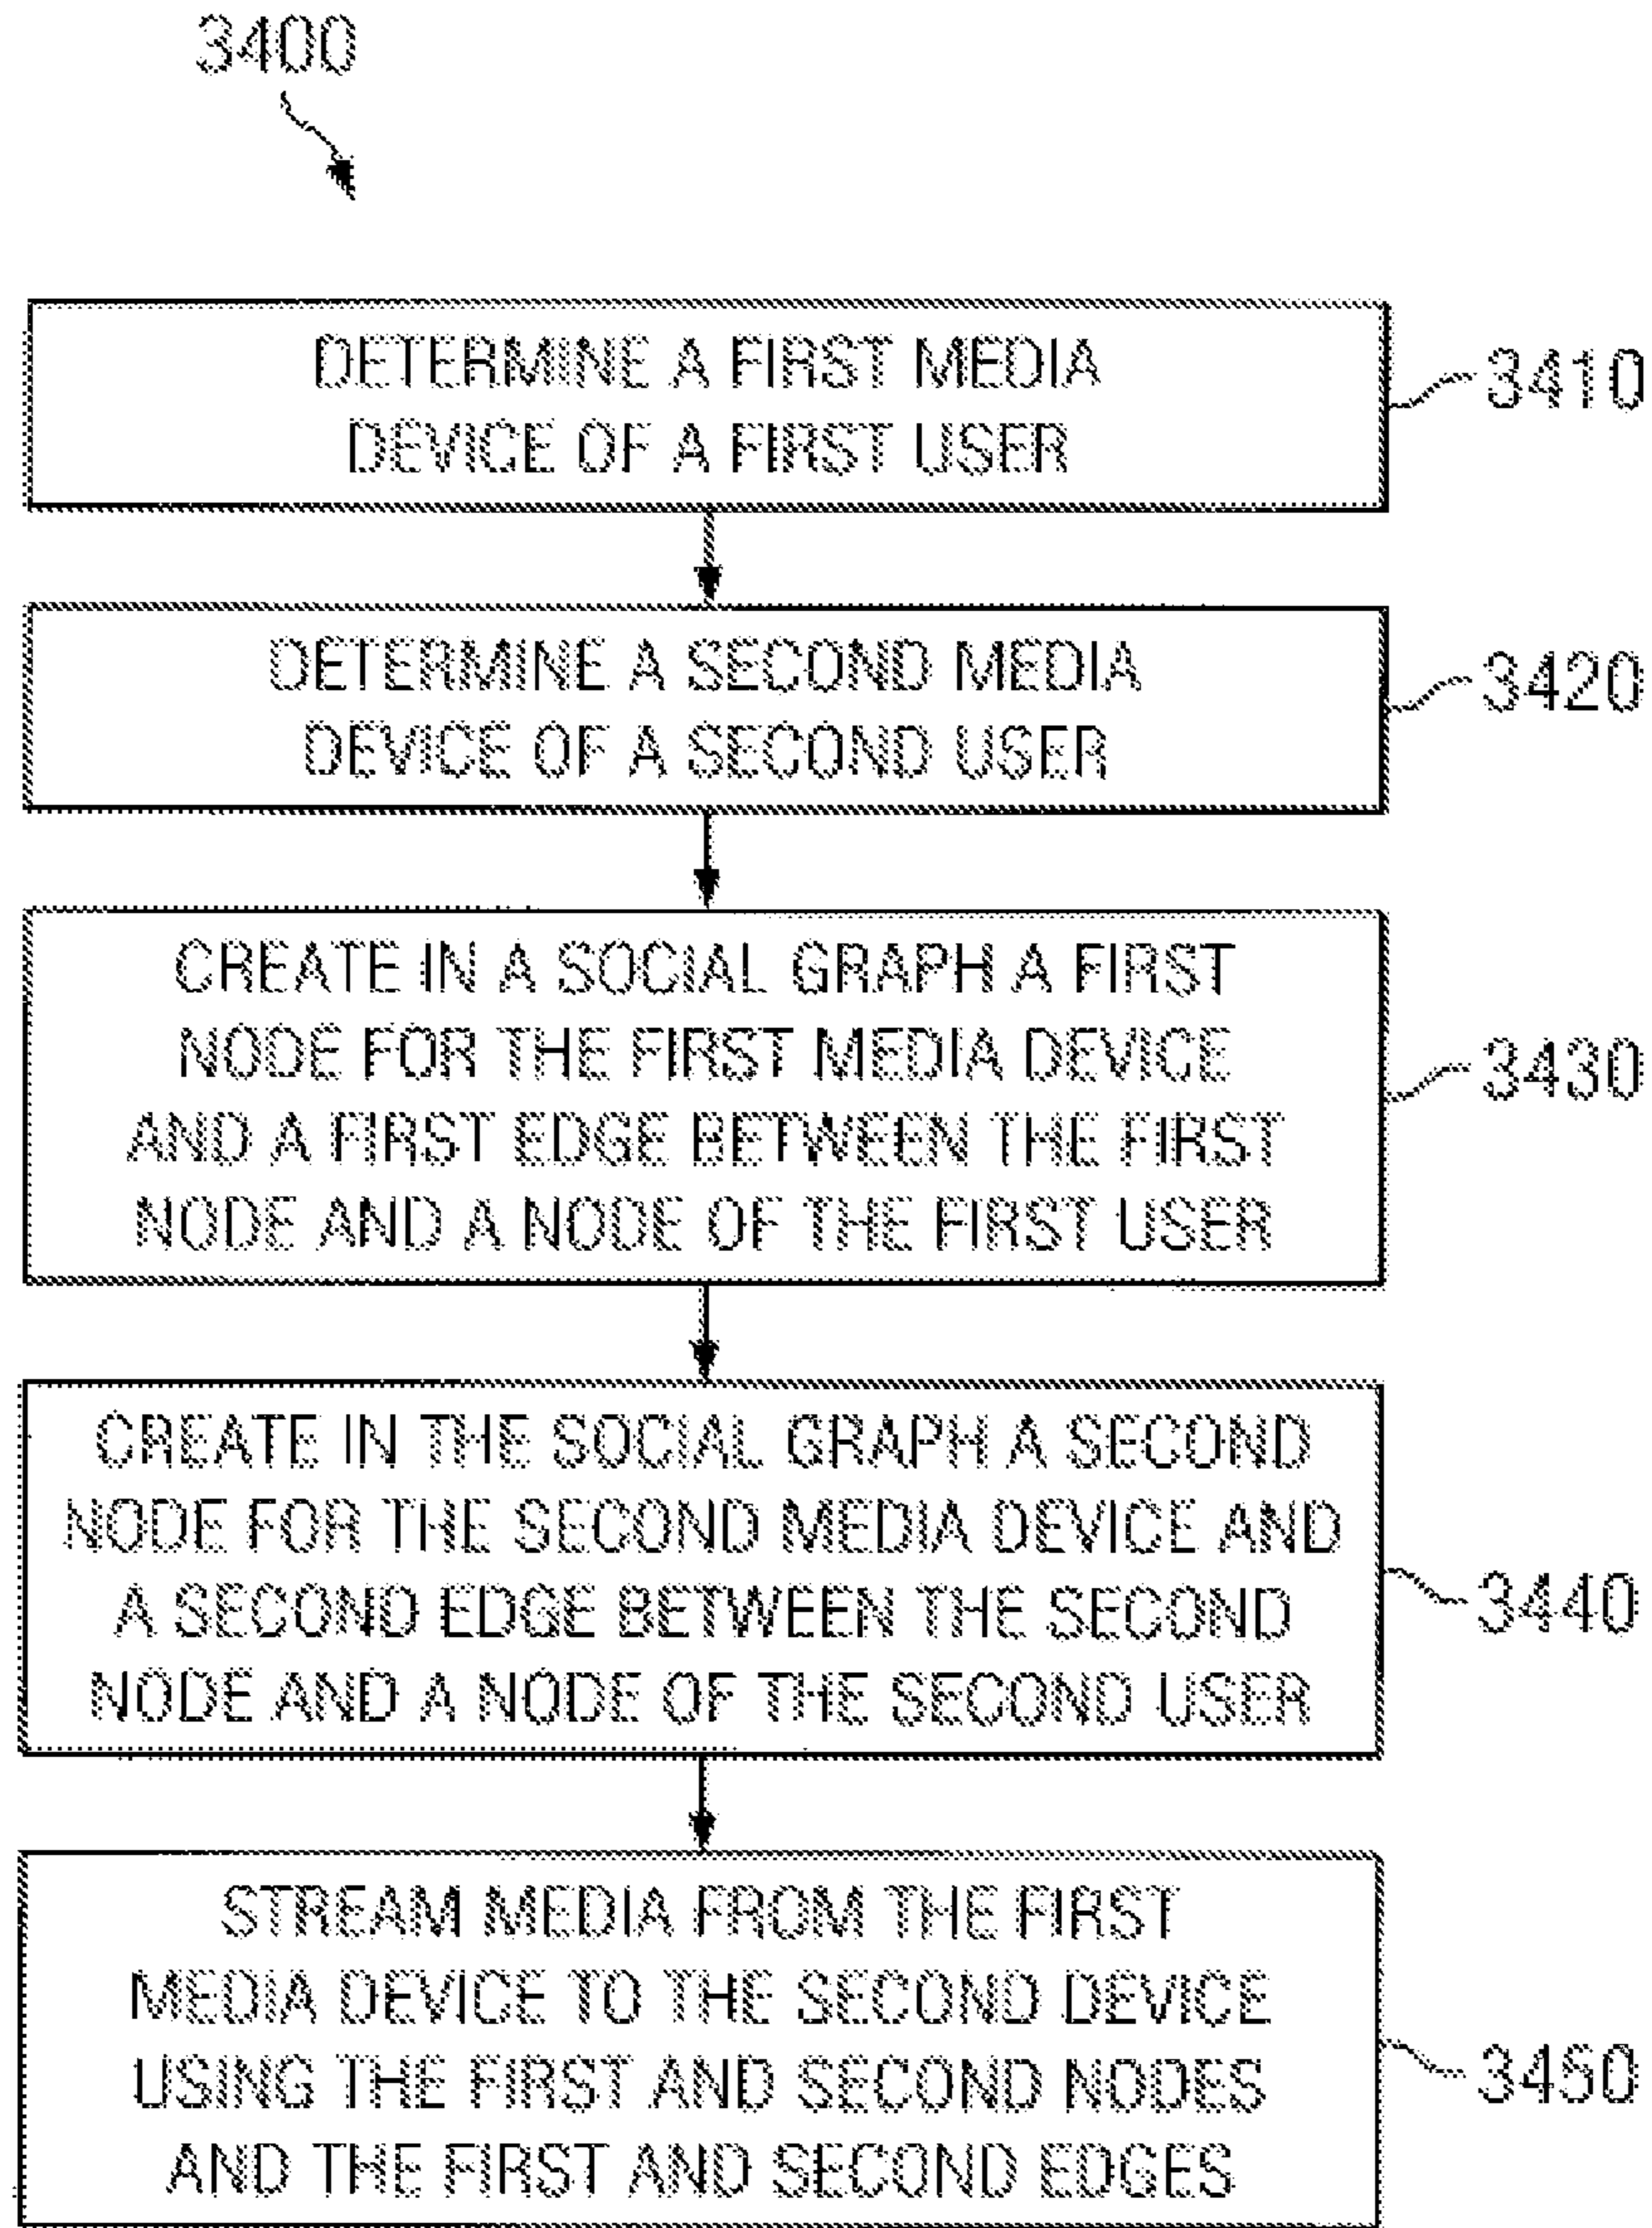 3400
DETERMINE A FIRST MEDIA
DEVICE OF A FIRST USER
3410
DETERMINE A SECOND MEDIA
DEVICE OF A SECOND USER
3420
CREATE IN A SOCIAL GRAPH A FIRST
NODE FOR THE FIRST MEDIA DEVICE
AND A FIRST EDGE BETWEEN THE FIRST
NODE AND A NODE OF THE FIRST USER
3430
CREATE IN THE SOCIAL GRAPH A SECOND
NODE FOR THE SECOND MEDIA DEVICE AND
A SECOND EDGE BETWEEN THE SECOND
NODE AND A NODE OF THE SECOND USER
3440
STREAM MEDIA FROM THE FIRST
MEDIA DEVICE TO THE SECOND DEVICE
USING THE FIRST AND SECOND NODES
AND THE FIRST AND SECOND EDGES
3450